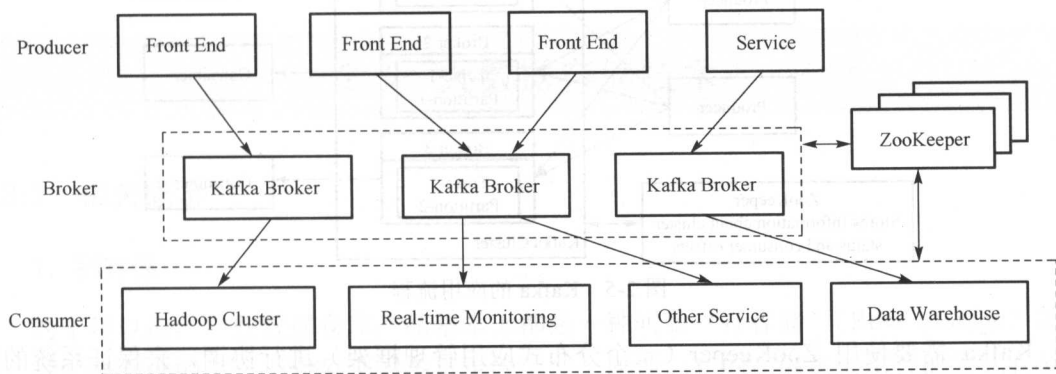 Producer
Front End
Front End
Front End
Service
ZooKeeper
Broker
Kafka Broker
Kafka Broker
Kafka Broker
Consumer
Hadoop Cluster
Real-time Monitoring
Other Service
Data Warehouse